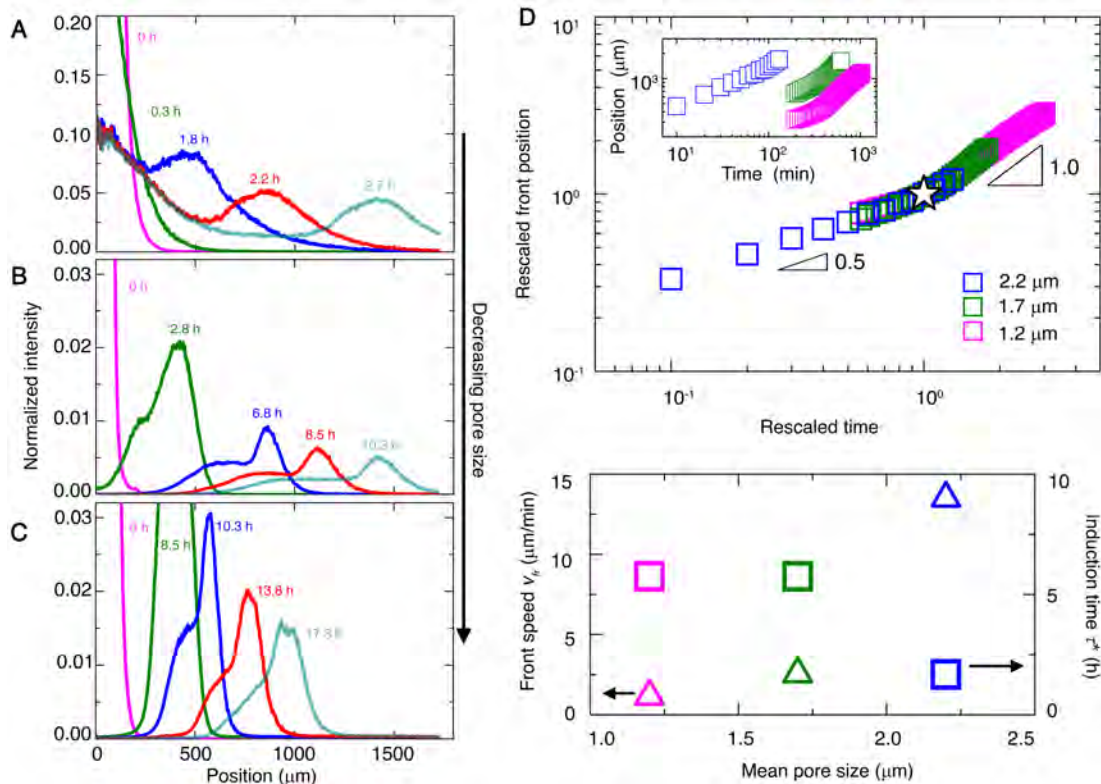 A
0.20
0.15
0.10
0.05
0.00
0 h
0.3 h
1.8 h
2.2 h
2.7 h
B
0.03
0.02
0.01
0.00
0 h
2.8 h
6.8 h
8.5 h
10.3 h
C
0.03
0.02
0.01
0.00
0 h
8.5 h
10.3 h
13.8 h
17.3 h
0 500 1000 1500
Position (μm)
Normalized intensity
Decreasing pore size
D
10¹
10⁰
10⁻¹
Rescaled front position
10⁻¹ 10⁰
Rescaled time
10³
Position (μm)
10¹ 10² 10³
Time (min)
0.5
1.0
2.2 μm
1.7 μm
1.2 μm
15
10
5
0
Front speed v_fr (μm/min)
10
5
0
Induction time τ* (h)
1.0 1.5 2.0 2.5
Mean pore size (μm)